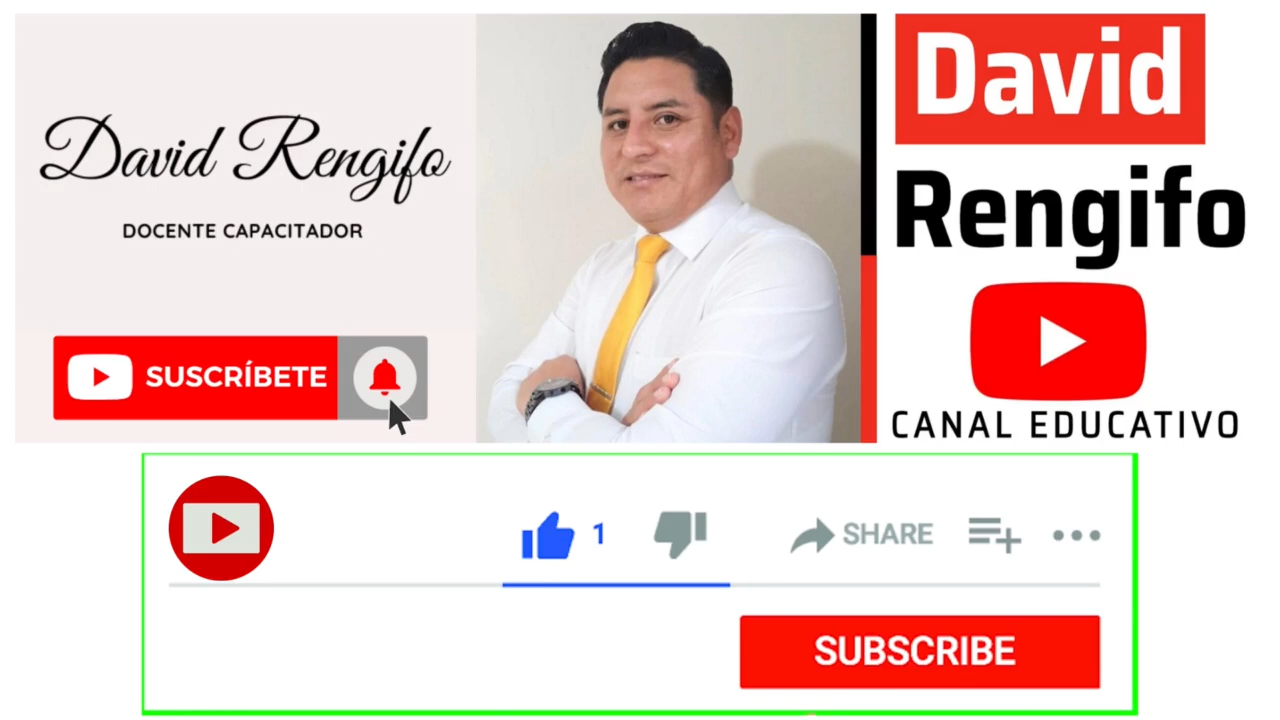 David Rengifo
DOCENTE CAPACITADOR
SUSCRÍBETE
David
Rengifo
CANAL EDUCATIVO
1
SHARE
SUBSCRIBE